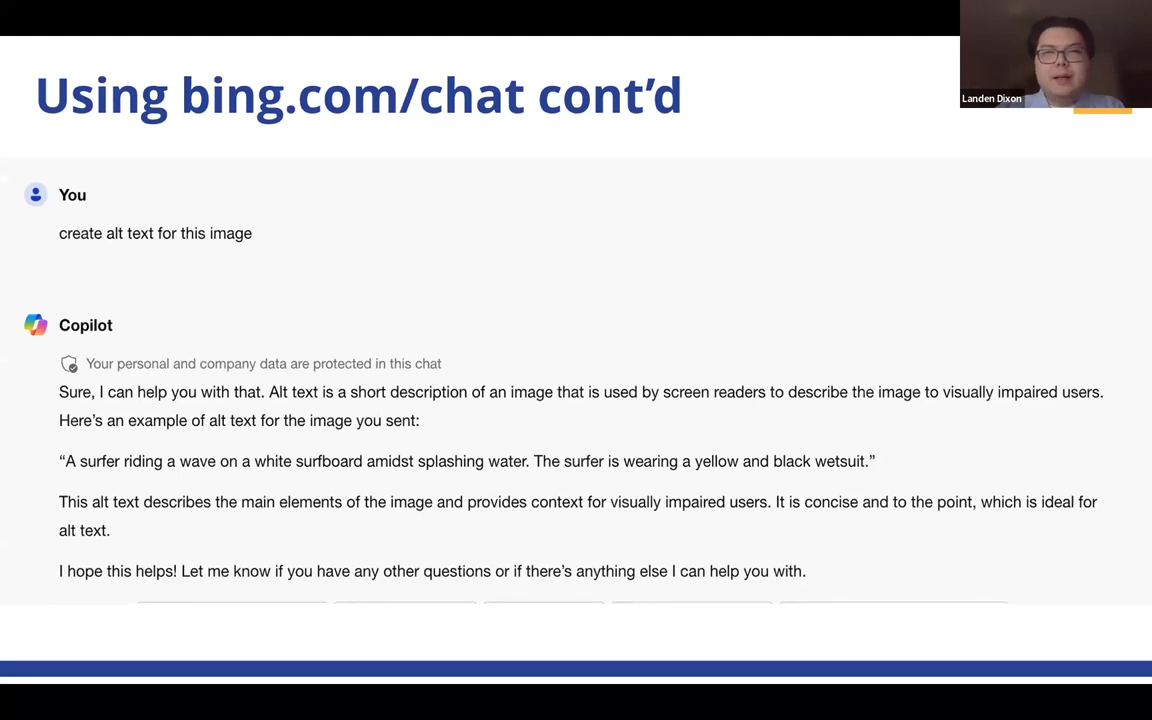 Using bing.com/chat cont’d
Landen Dixon
You
create alt text for this image
Copilot
Your personal and company data are protected in this chat
Sure, I can help you with that. Alt text is a short description of an image that is used by screen readers to describe the image to visually impaired users.
Here’s an example of alt text for the image you sent:
“A surfer riding a wave on a white surfboard amidst splashing water. The surfer is wearing a yellow and black wetsuit.”
This alt text describes the main elements of the image and provides context for visually impaired users. It is concise and to the point, which is ideal for
alt text.
I hope this helps! Let me know if you have any other questions or if there’s anything else I can help you with.